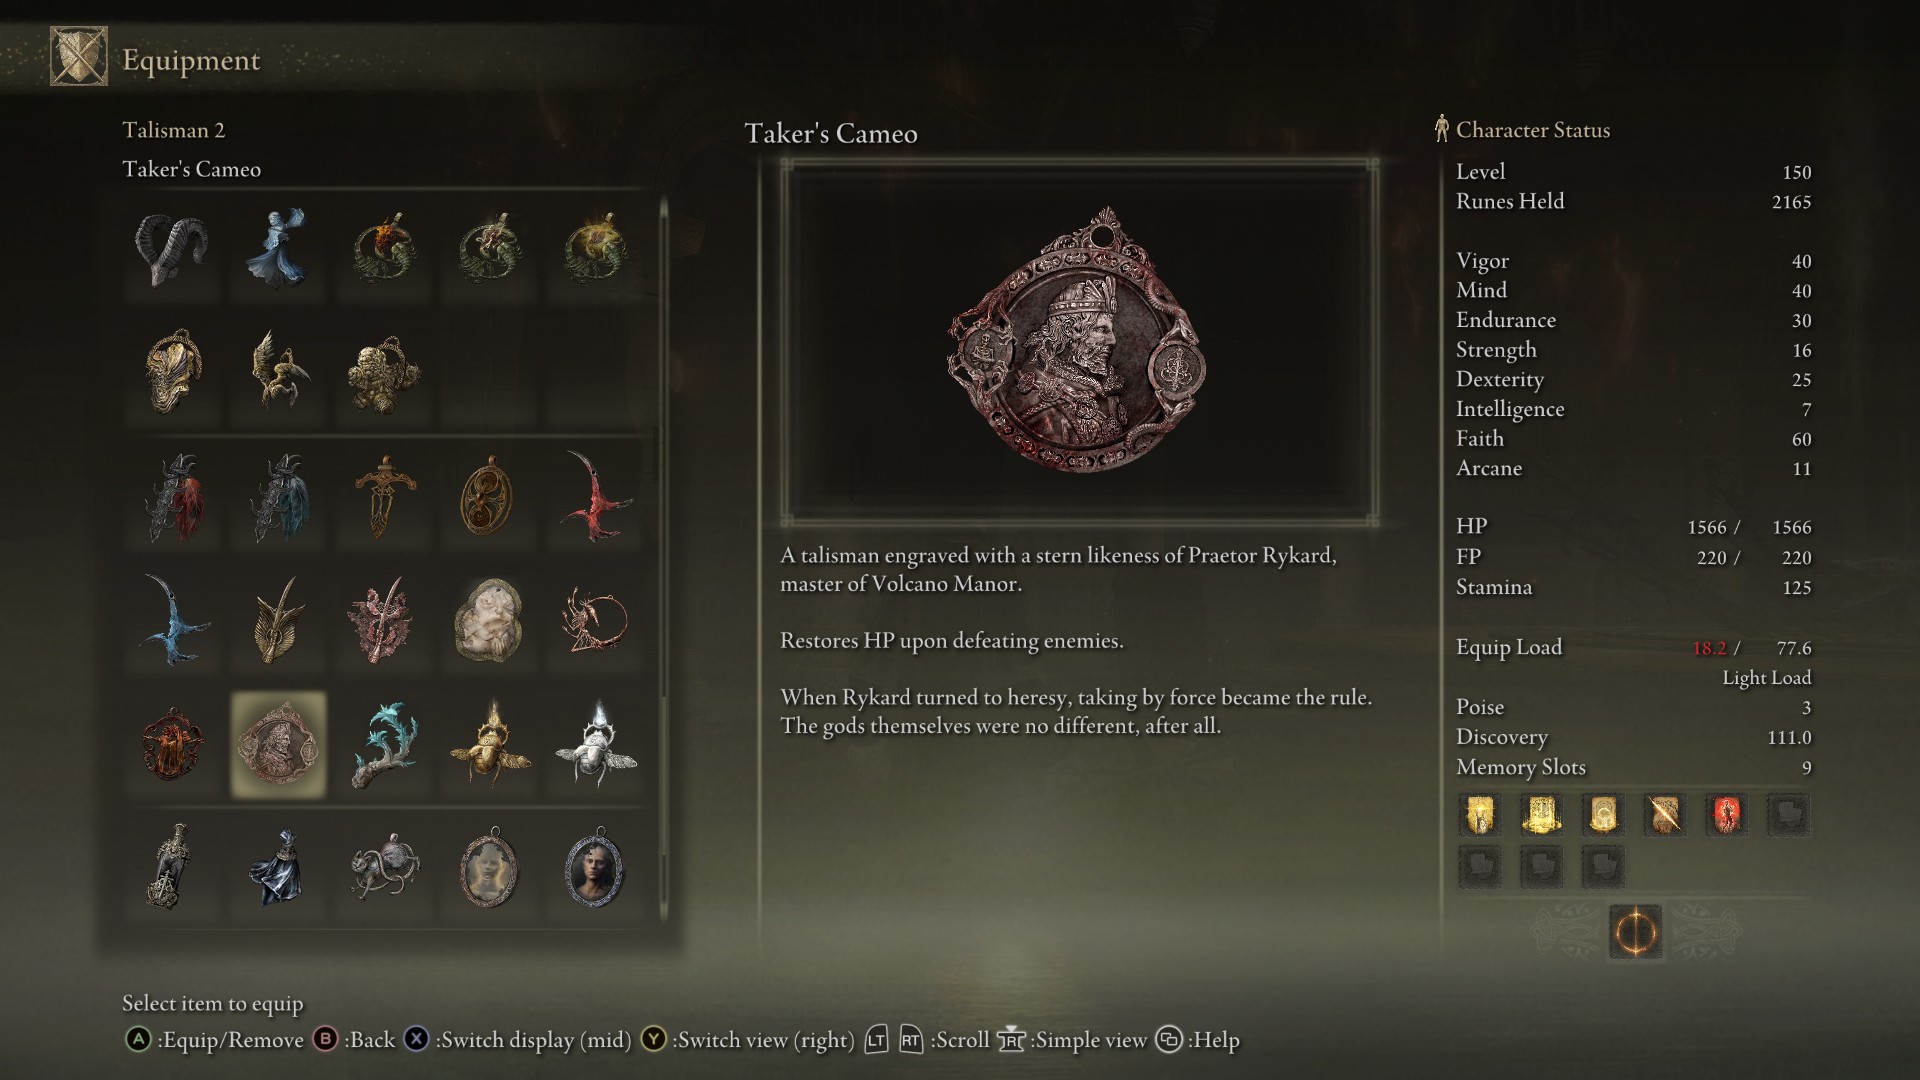 Equipment
Talisman 2
Taker's Cameo
Taker's Cameo
A talisman engraved with a stern likeness of Praetor Rykard,
master of Volcano Manor.
Restores HP upon defeating enemies.
When Rykard turned to heresy, taking by force became the rule.
The gods themselves were no different, after all.
Character Status
Level 150
Runes Held 2165
Vigor 40
Mind 40
Endurance 30
Strength 16
Dexterity 25
Intelligence 7
Faith 60
Arcane 11
HP 1566 / 1566
FP 220 / 220
Stamina 125
Equip Load 18.2 / 77.6
Light Load
Poise 3
Discovery 111.0
Memory Slots 9
Select item to equip
A :Equip/Remove B :Back X :Switch display (mid) Y :Switch view (right) LT RT :Scroll R :Simple view :Help